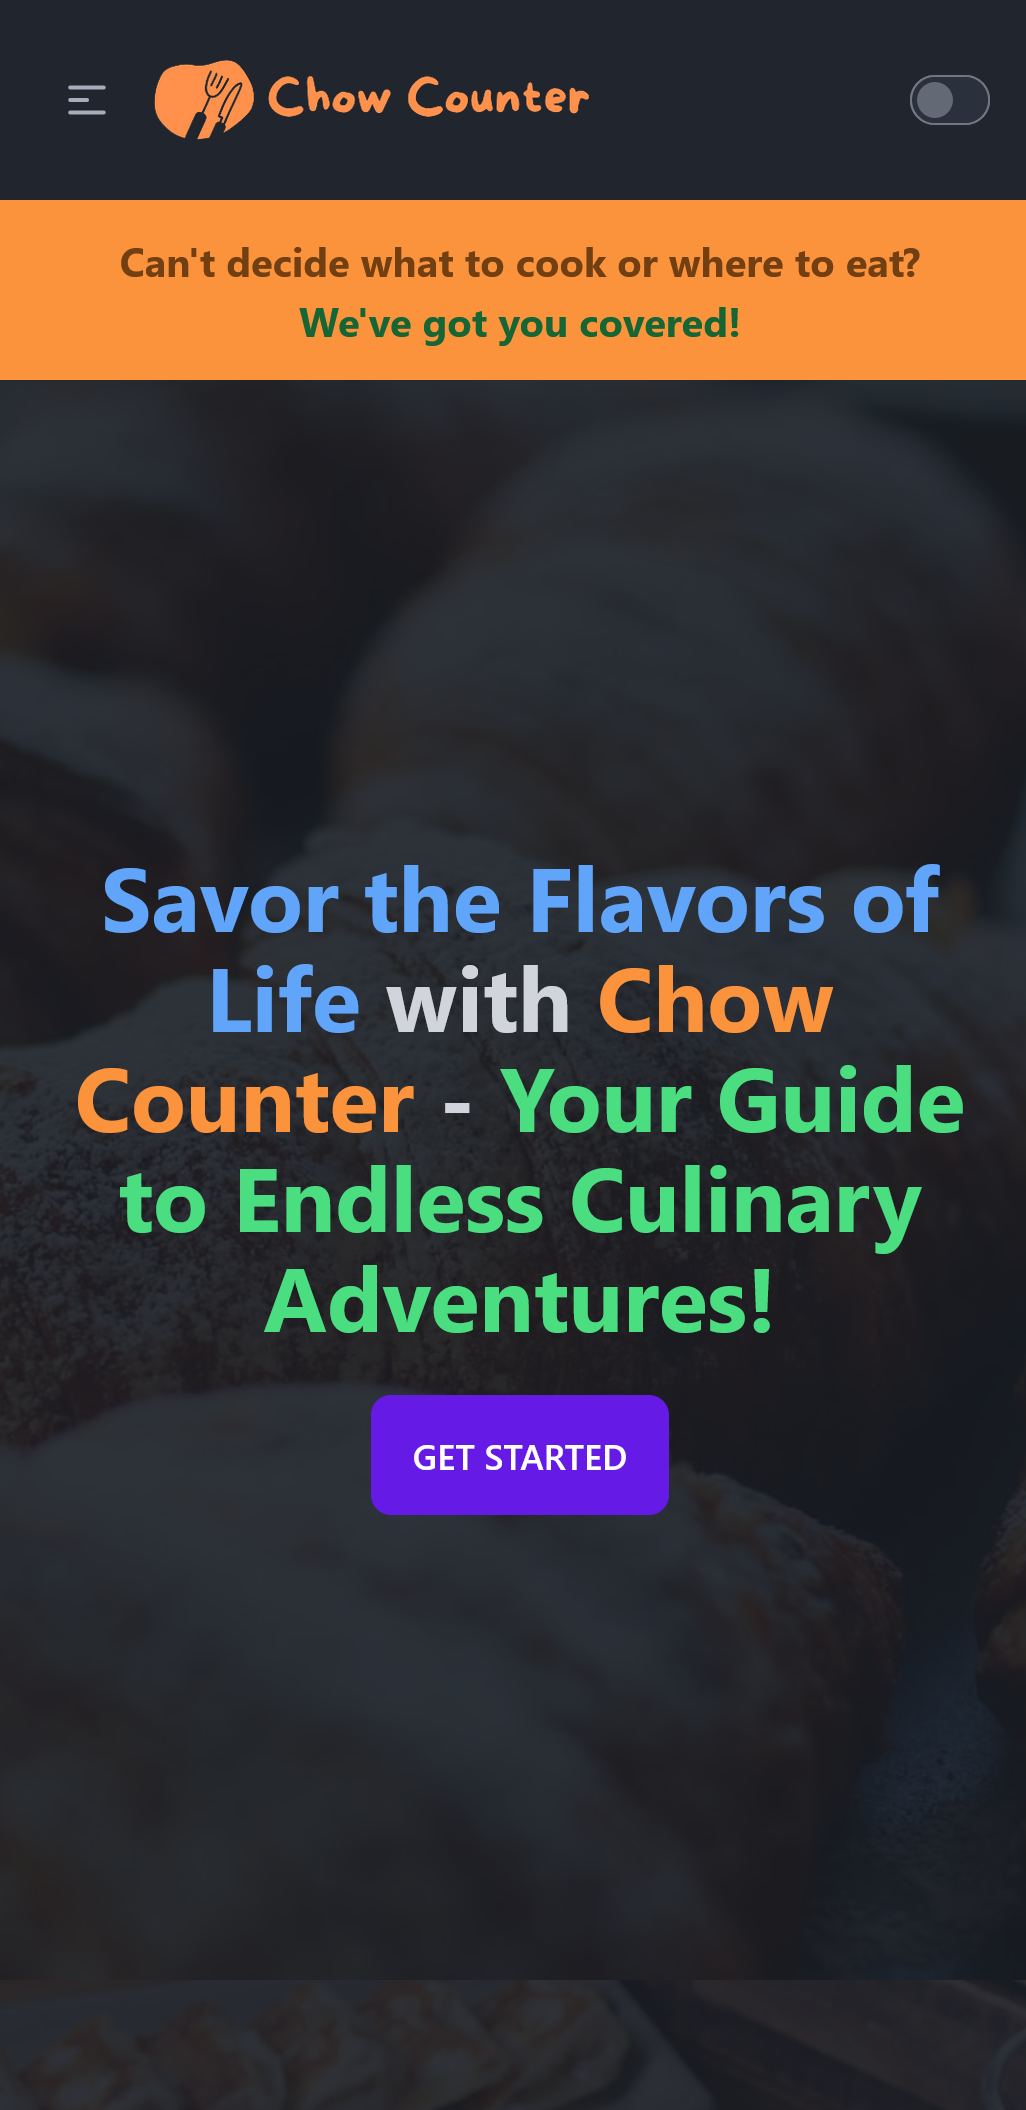 Chow Counter
Can't decide what to cook or where to eat?
We've got you covered!
Savor the Flavors of
Life with Chow
Counter - Your Guide
to Endless Culinary
Adventures!
GET STARTED